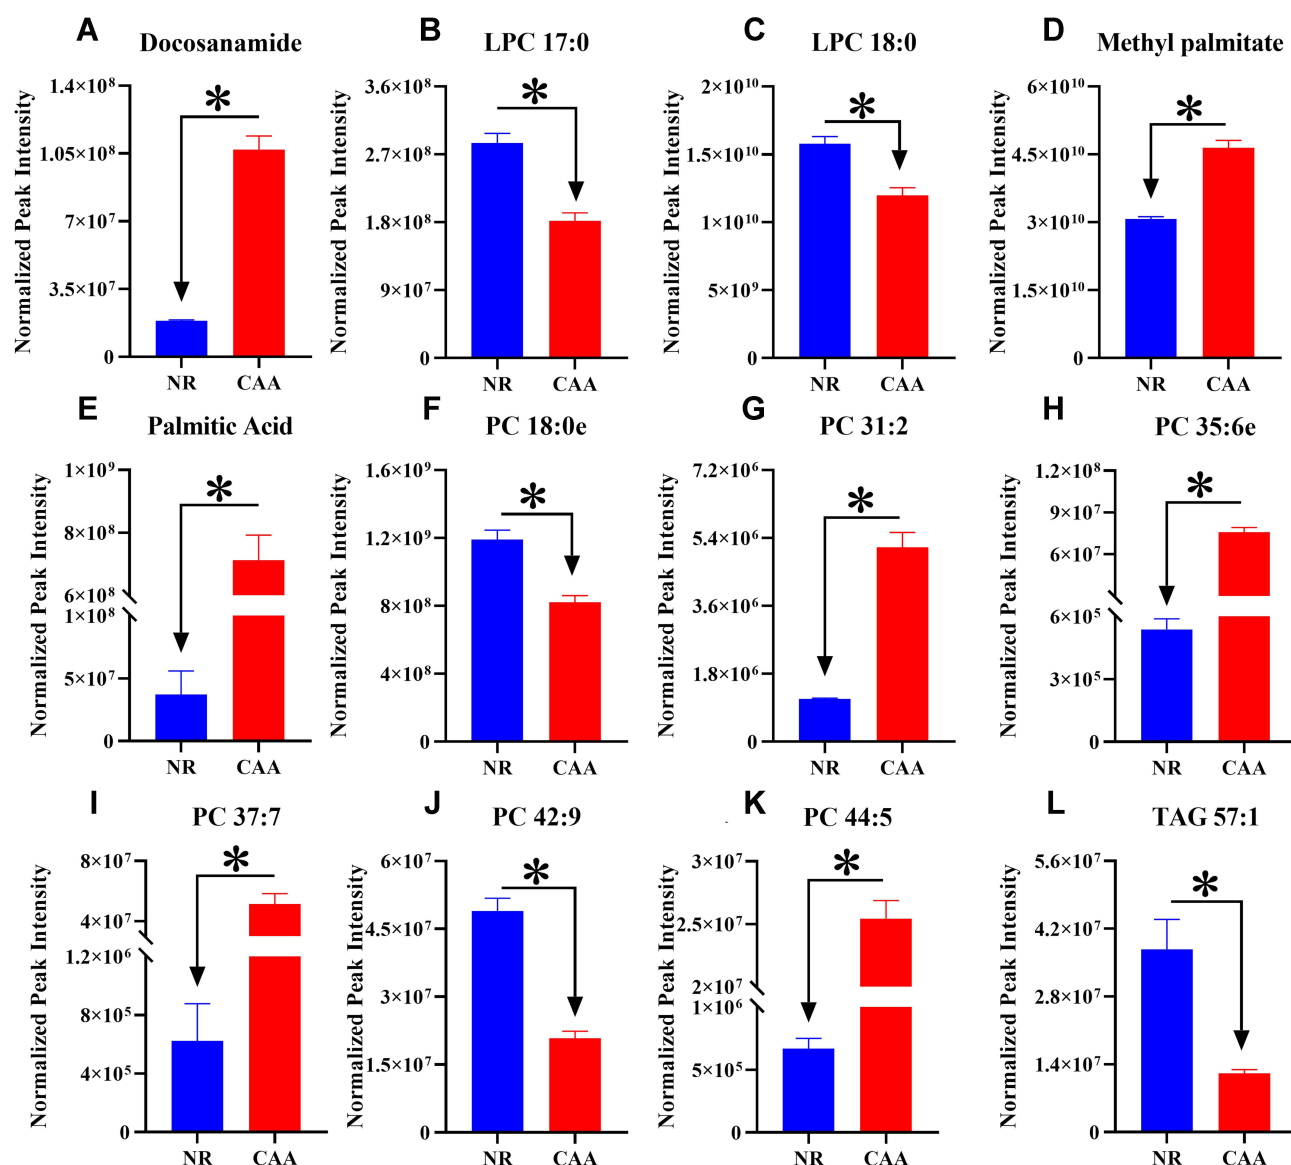 A Docosanamide
Normalized Peak Intensity
1.4×10⁸
1.05×10⁸
7×10⁷
3.5×10⁷
0
*
NR CAA
B LPC 17:0
Normalized Peak Intensity
3.6×10⁸
2.7×10⁸
1.8×10⁸
9×10⁷
0
*
NR CAA
C LPC 18:0
Normalized Peak Intensity
2×10¹⁰
1.5×10¹⁰
1×10¹⁰
5×10⁹
0
*
NR CAA
D Methyl palmitate
Normalized Peak Intensity
6×10¹⁰
4.5×10¹⁰
3×10¹⁰
1.5×10¹⁰
0
*
NR CAA
E Palmitic Acid
Normalized Peak Intensity
1×10⁹
8×10⁸
6×10⁸
1×10⁸
5×10⁷
0
*
NR CAA
F PC 18:0e
Normalized Peak Intensity
1.6×10⁹
1.2×10⁹
8×10⁸
4×10⁸
0
*
NR CAA
G PC 31:2
Normalized Peak Intensity
7.2×10⁶
5.4×10⁶
3.6×10⁶
1.8×10⁶
0
*
NR CAA
H PC 35:6e
Normalized Peak Intensity
1.2×10⁸
9×10⁷
6×10⁷
6×10⁵
3×10⁵
0
*
NR CAA
I PC 37:7
Normalized Peak Intensity
8×10⁷
4×10⁷
1.2×10⁶
8×10⁵
4×10⁵
0
*
NR CAA
J PC 42:9
Normalized Peak Intensity
6×10⁷
4.5×10⁷
3×10⁷
1.5×10⁷
0
*
NR CAA
K PC 44:5
Normalized Peak Intensity
3×10⁷
2.5×10⁷
2×10⁷
1×10⁶
5×10⁵
0
*
NR CAA
L TAG 57:1
Normalized Peak Intensity
5.6×10⁷
4.2×10⁷
2.8×10⁷
1.4×10⁷
0
*
NR CAA